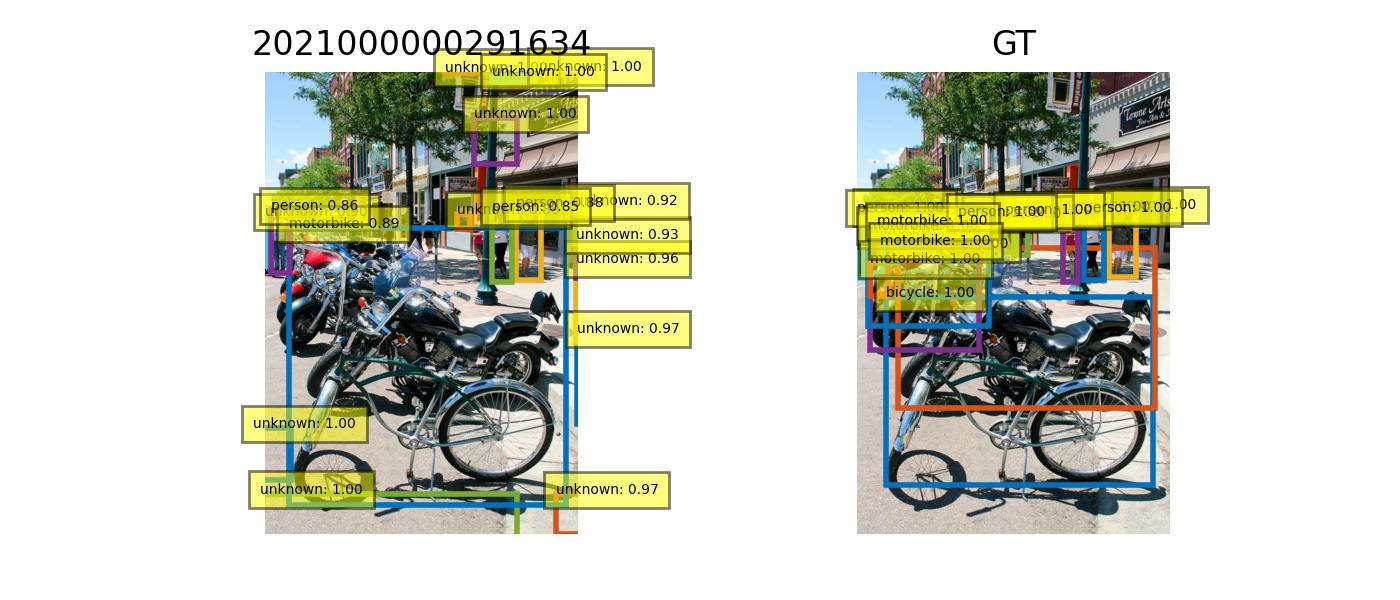 2021000000291634
GT
unknown: 1.00
unknown: 1.00
unknown: 1.00
unknown: 1.00
person: 0.86
motorbike: 0.89
person: 0.85
unknown: 0.92
unknown: 0.93
unknown: 0.96
unknown: 0.97
unknown: 1.00
unknown: 1.00
unknown: 0.97
person: 1.00
motorbike: 1.00
person: 1.00
person: 1.00
motorbike: 1.00
motorbike: 1.00
bicycle: 1.00
Towne Arts